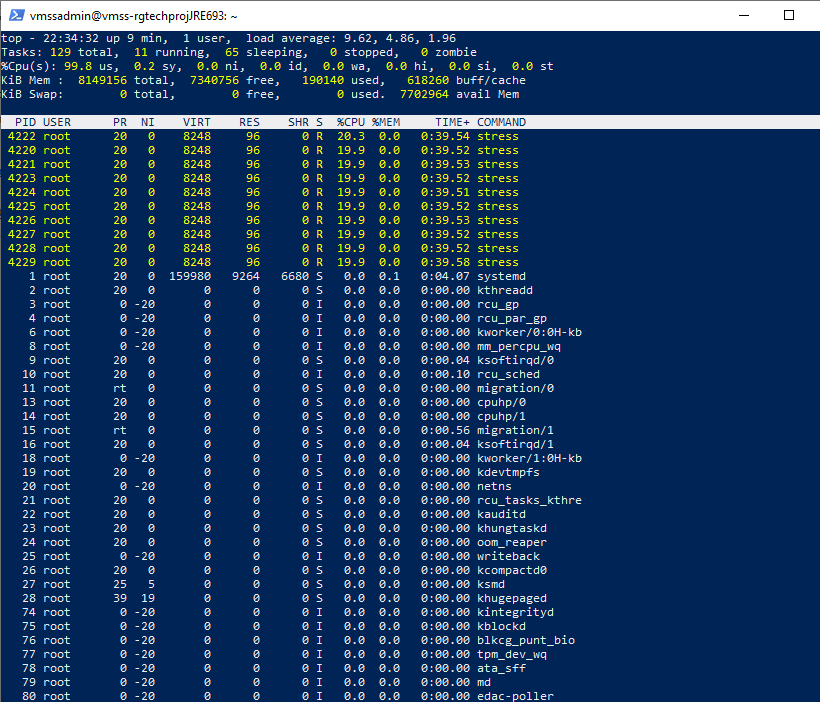 vmssadmin@vmss-rgtechprojJRE693: ~
top - 22:34:32 up 9 min,  1 user,  load average: 9.62, 4.86, 1.96
Tasks: 129 total,  11 running,  65 sleeping,   0 stopped,   0 zombie
%Cpu(s): 99.8 us,  0.2 sy,  0.0 ni,  0.0 id,  0.0 wa,  0.0 hi,  0.0 si,  0.0 st
KiB Mem :  8149156 total,  7340756 free,   190140 used,   618260 buff/cache
KiB Swap:        0 total,        0 free,        0 used.  7702964 avail Mem
PID USER      PR  NI    VIRT    RES    SHR S  %CPU %MEM     TIME+ COMMAND
4222 root      20   0    8248     96      0 R  20.3  0.0   0:39.54 stress
4220 root      20   0    8248     96      0 R  19.9  0.0   0:39.52 stress
4221 root      20   0    8248     96      0 R  19.9  0.0   0:39.53 stress
4223 root      20   0    8248     96      0 R  19.9  0.0   0:39.52 stress
4224 root      20   0    8248     96      0 R  19.9  0.0   0:39.51 stress
4225 root      20   0    8248     96      0 R  19.9  0.0   0:39.52 stress
4226 root      20   0    8248     96      0 R  19.9  0.0   0:39.53 stress
4227 root      20   0    8248     96      0 R  19.9  0.0   0:39.52 stress
4228 root      20   0    8248     96      0 R  19.9  0.0   0:39.52 stress
4229 root      20   0    8248     96      0 R  19.9  0.0   0:39.58 stress
1 root      20   0  159980   9264   6680 S   0.0  0.1   0:04.07 systemd
2 root      20   0       0      0      0 S   0.0  0.0   0:00.00 kthreadd
3 root       0 -20       0      0      0 I   0.0  0.0   0:00.00 rcu_gp
4 root       0 -20       0      0      0 I   0.0  0.0   0:00.00 rcu_par_gp
6 root       0 -20       0      0      0 I   0.0  0.0   0:00.00 kworker/0:0H-kb
8 root       0 -20       0      0      0 I   0.0  0.0   0:00.00 mm_percpu_wq
9 root      20   0       0      0      0 S   0.0  0.0   0:00.04 ksoftirqd/0
10 root      20   0       0      0      0 I   0.0  0.0   0:00.10 rcu_sched
11 root      rt   0       0      0      0 S   0.0  0.0   0:00.00 migration/0
13 root      20   0       0      0      0 S   0.0  0.0   0:00.00 cpuhp/0
14 root      20   0       0      0      0 S   0.0  0.0   0:00.00 cpuhp/1
15 root      rt   0       0      0      0 S   0.0  0.0   0:00.56 migration/1
16 root      20   0       0      0      0 S   0.0  0.0   0:00.04 ksoftirqd/1
18 root       0 -20       0      0      0 I   0.0  0.0   0:00.00 kworker/1:0H-kb
19 root      20   0       0      0      0 S   0.0  0.0   0:00.00 kdevtmpfs
20 root       0 -20       0      0      0 I   0.0  0.0   0:00.00 netns
21 root      20   0       0      0      0 S   0.0  0.0   0:00.00 rcu_tasks_kthre
22 root      20   0       0      0      0 S   0.0  0.0   0:00.00 kauditd
23 root      20   0       0      0      0 S   0.0  0.0   0:00.00 khungtaskd
24 root      20   0       0      0      0 S   0.0  0.0   0:00.00 oom_reaper
25 root       0 -20       0      0      0 I   0.0  0.0   0:00.00 writeback
26 root      20   0       0      0      0 S   0.0  0.0   0:00.00 kcompactd0
27 root      25   5       0      0      0 S   0.0  0.0   0:00.00 ksmd
28 root      39  19       0      0      0 S   0.0  0.0   0:00.00 khugepaged
74 root       0 -20       0      0      0 I   0.0  0.0   0:00.00 kintegrityd
75 root       0 -20       0      0      0 I   0.0  0.0   0:00.00 kblockd
76 root       0 -20       0      0      0 I   0.0  0.0   0:00.00 blkcg_punt_bio
77 root       0 -20       0      0      0 I   0.0  0.0   0:00.00 tpm_dev_wq
78 root       0 -20       0      0      0 I   0.0  0.0   0:00.00 ata_sff
79 root       0 -20       0      0      0 I   0.0  0.0   0:00.00 md
80 root       0 -20       0      0      0 I   0.0  0.0   0:00.00 edac-poller